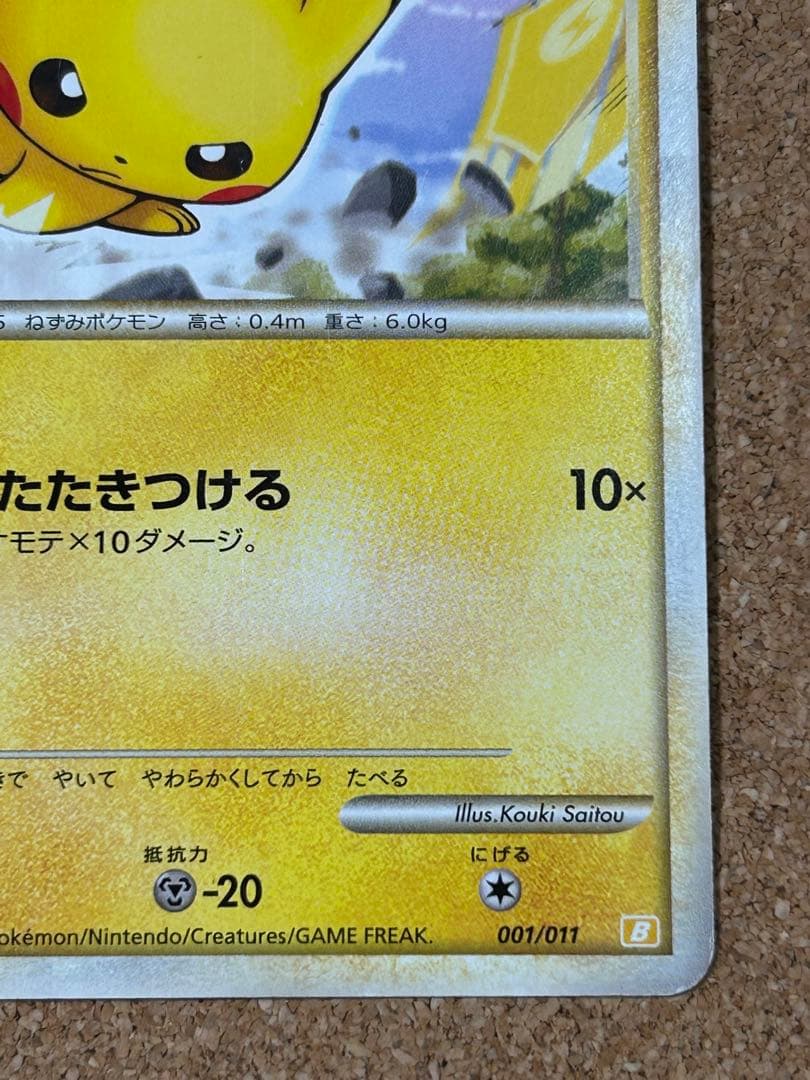 ねずみポケモン 高さ:0.4m 重さ:6.0kg
たたきつける 10×
モテ×10ダメージ。
きで やいて やわらかくしてから たべる
Illus.Kouki Saitou
抵抗力 にげる
-20
okémon/Nintendo/Creatures/GAME FREAK. 001/011 B